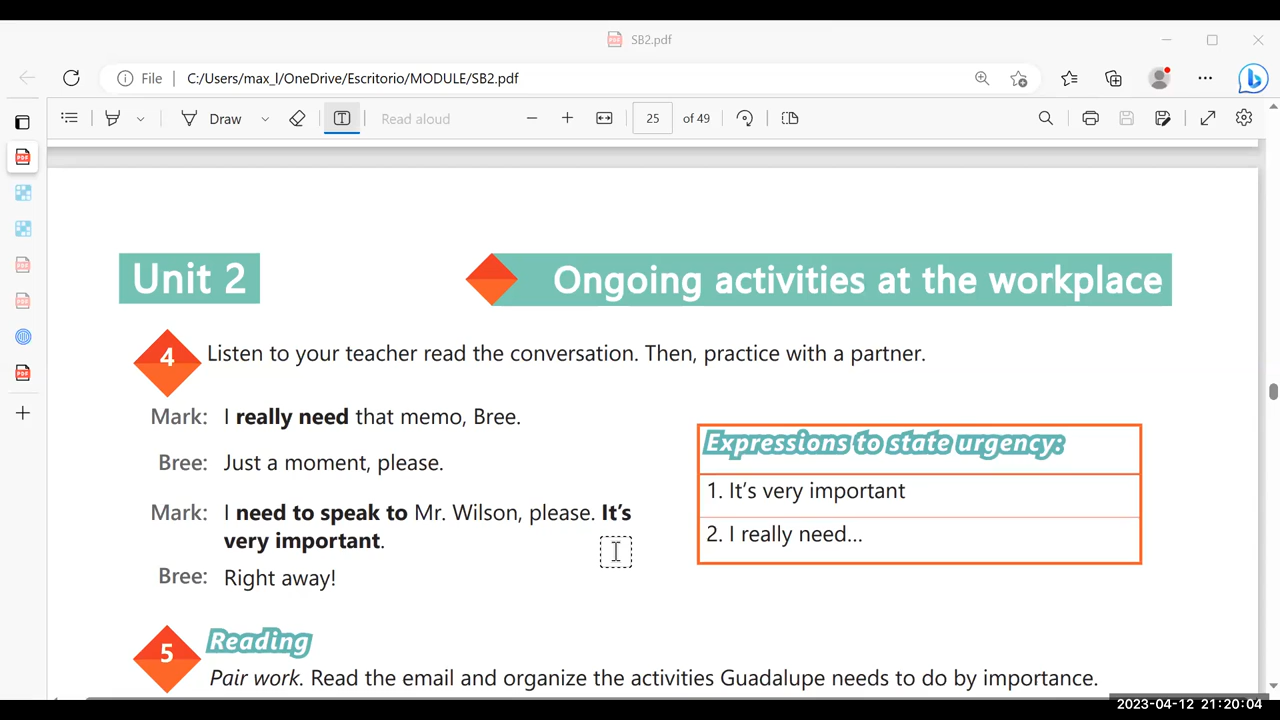 SB2.pdf
File C:/Users/max_l/OneDrive/Escritorio/MODULE/SB2.pdf
Draw Read aloud 25 of 49
Unit 2 Ongoing activities at the workplace
4 Listen to your teacher read the conversation. Then, practice with a partner.
Mark: I really need that memo, Bree.
Bree: Just a moment, please.
Mark: I need to speak to Mr. Wilson, please. It's
very important.
Bree: Right away!
Expressions to state urgency:
1. It's very important
2. I really need...
5 Reading
Pair work. Read the email and organize the activities Guadalupe needs to do by importance.
2023-04-12 21:20:04